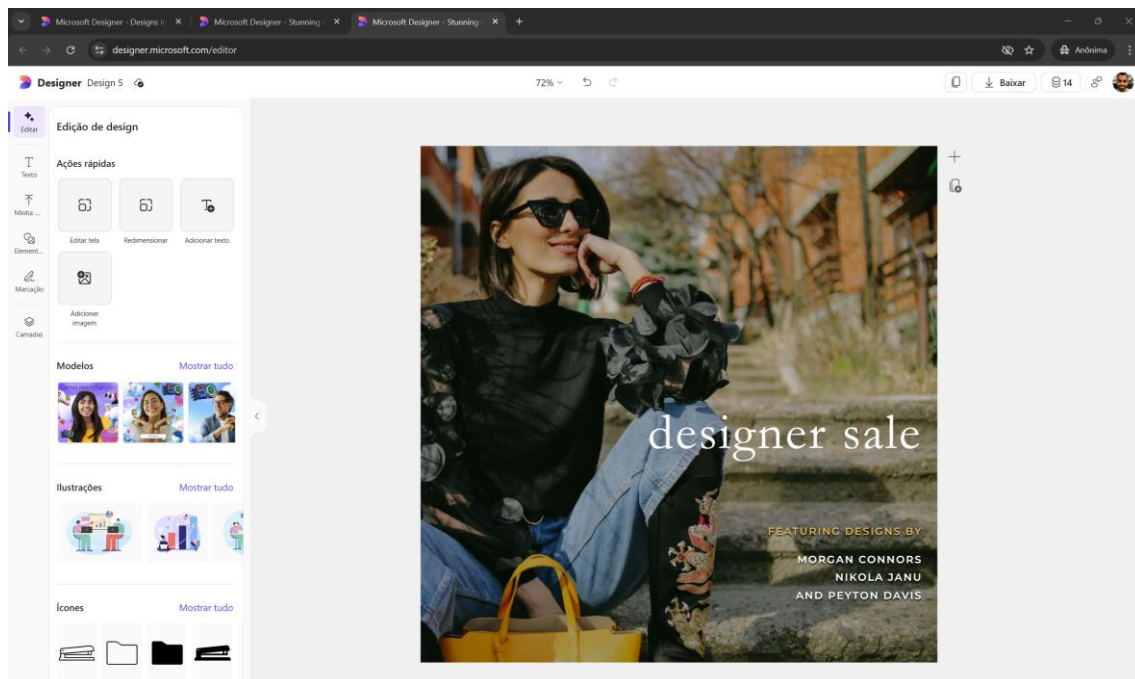 Microsoft Designer - Designs in
Microsoft Designer - Stunning
Microsoft Designer - Stunning
designer.microsoft.com/editor
Anônima
Designer Design 5
72%
Baixar
14
Editar
Texto
Minha ...
Element...
Marcação
Camadas
Edição de design
Ações rápidas
Editar tela
Redimensionar
Adicionar texto
Adicionar
imagem
Modelos Mostrar tudo
Ilustrações Mostrar tudo
Ícones Mostrar tudo
designer sale
FEATURING DESIGNS BY
MORGAN CONNORS
NIKOLA JANU
AND PEYTON DAVIS